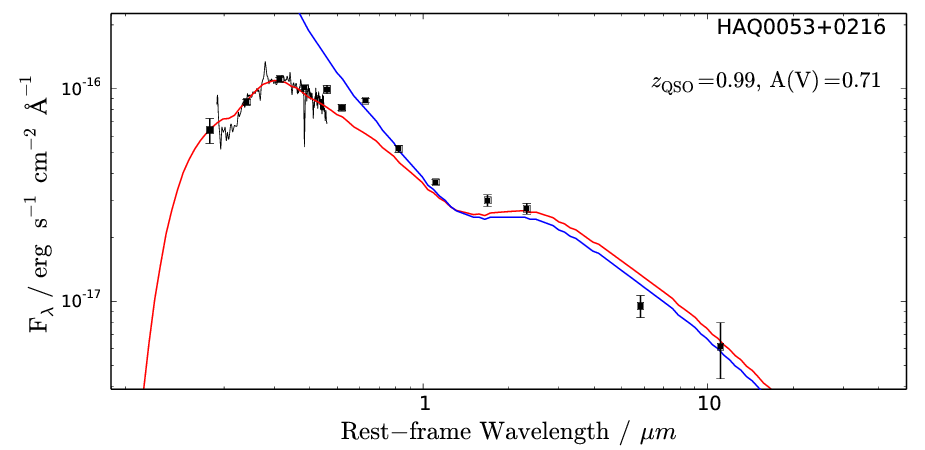 HAQ0053+0216
z_QSO=0.99, A(V)=0.71
F_λ / erg s⁻¹ cm⁻² Å⁻¹
10⁻¹⁶
10⁻¹⁷
1 10
Rest−frame Wavelength / μm